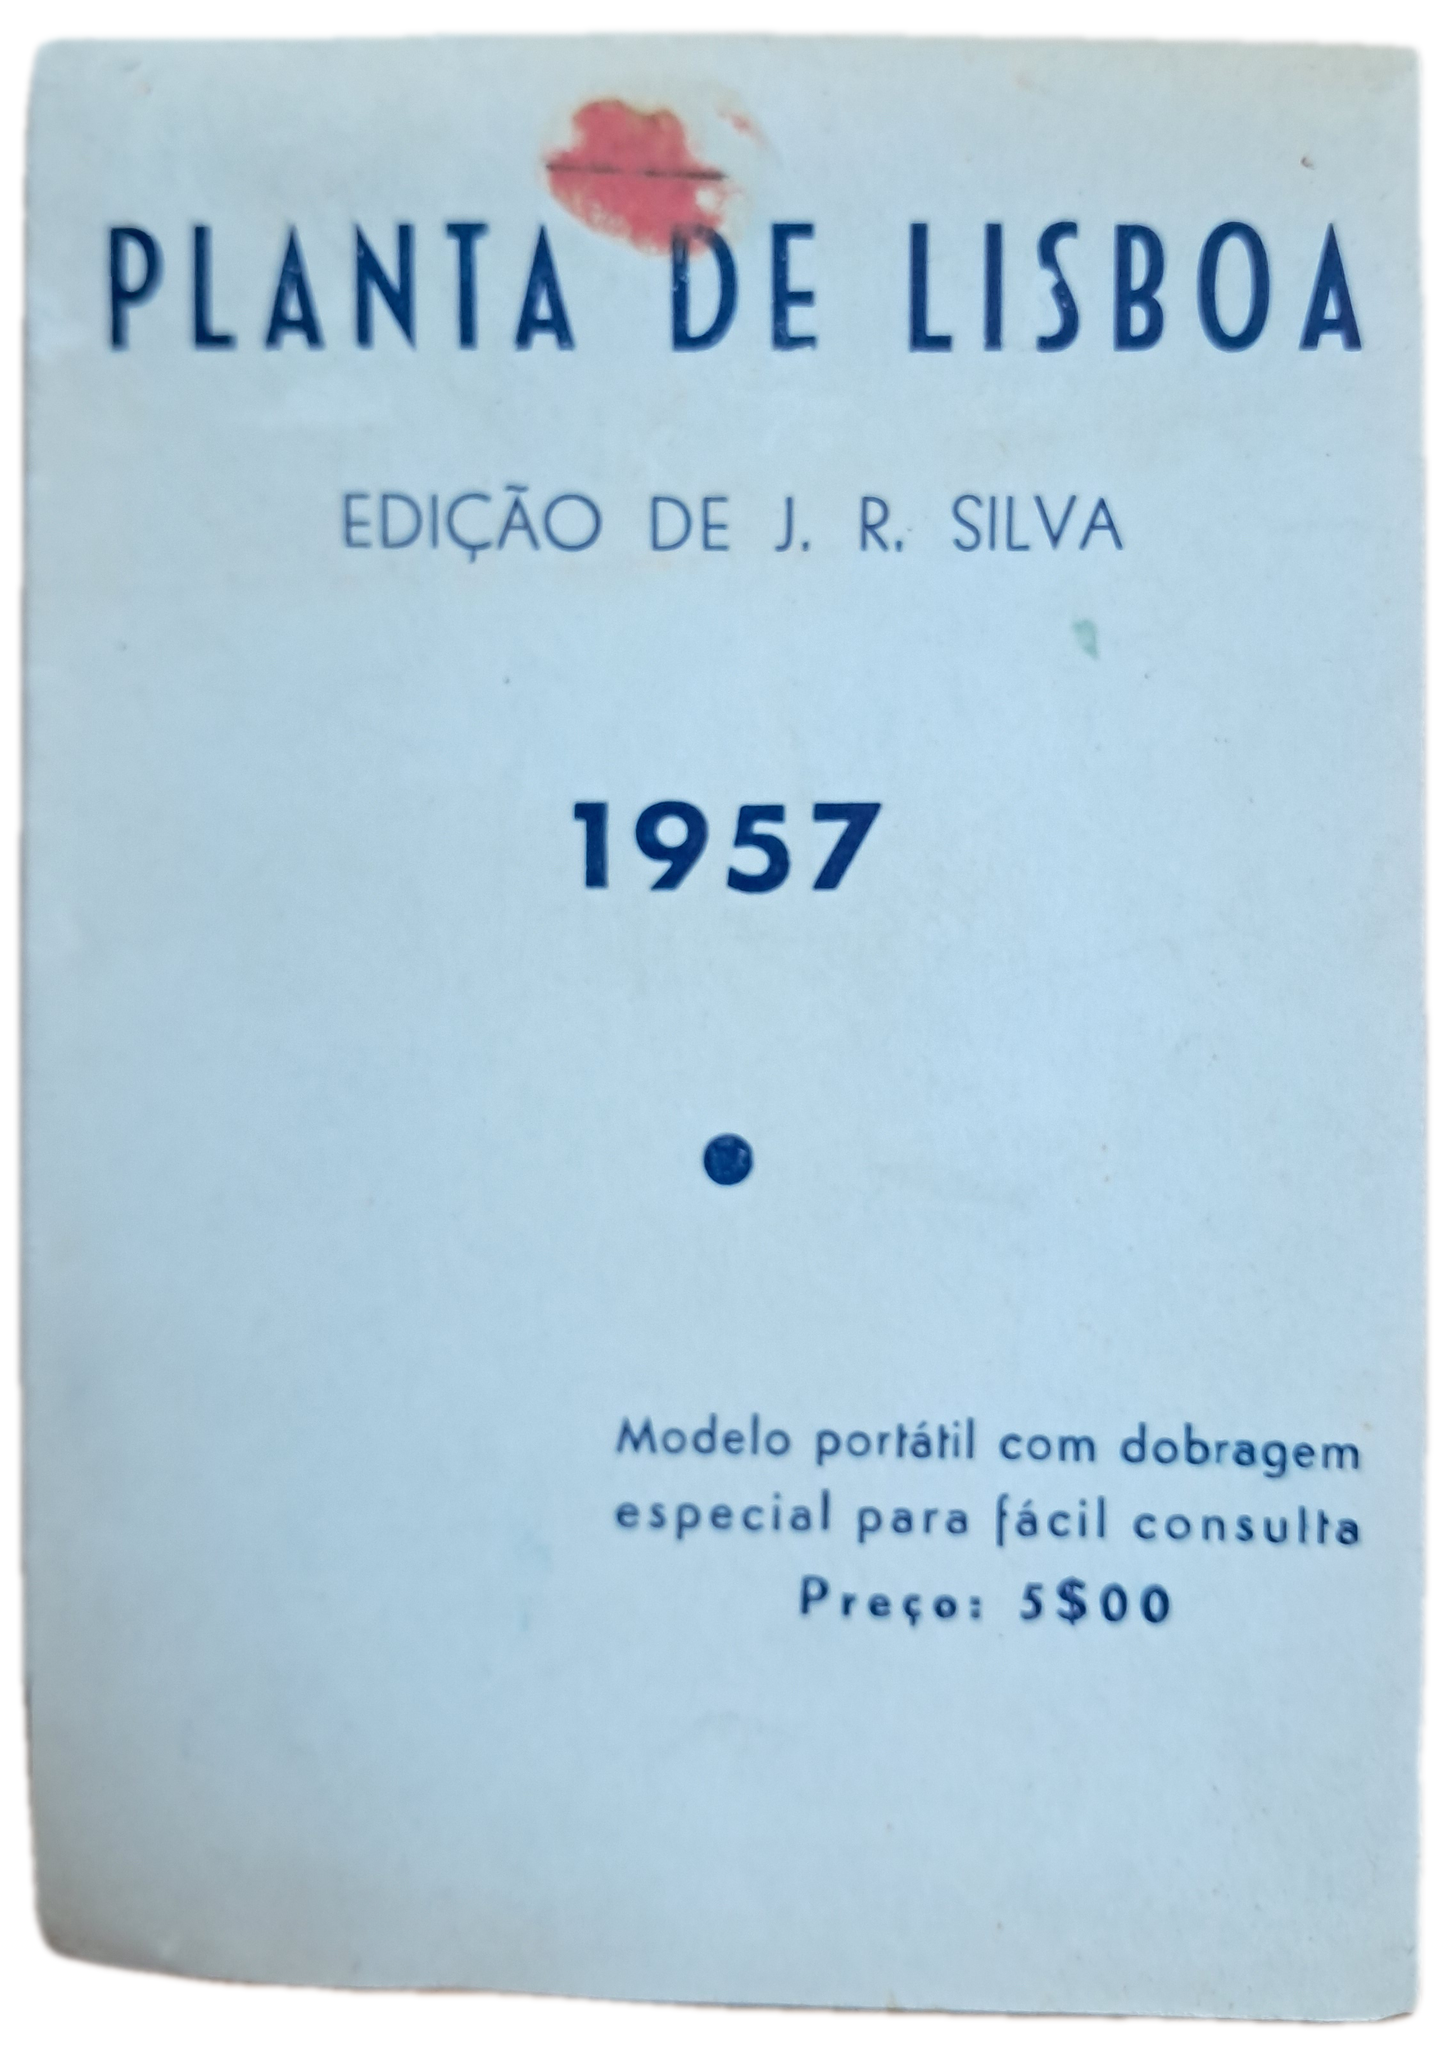 PLANTA DE LISBOA
EDIÇÃO DE J. R. SILVA
1957
Modelo portátil com dobragem
especial para fácil consulta
Preço: 5$00